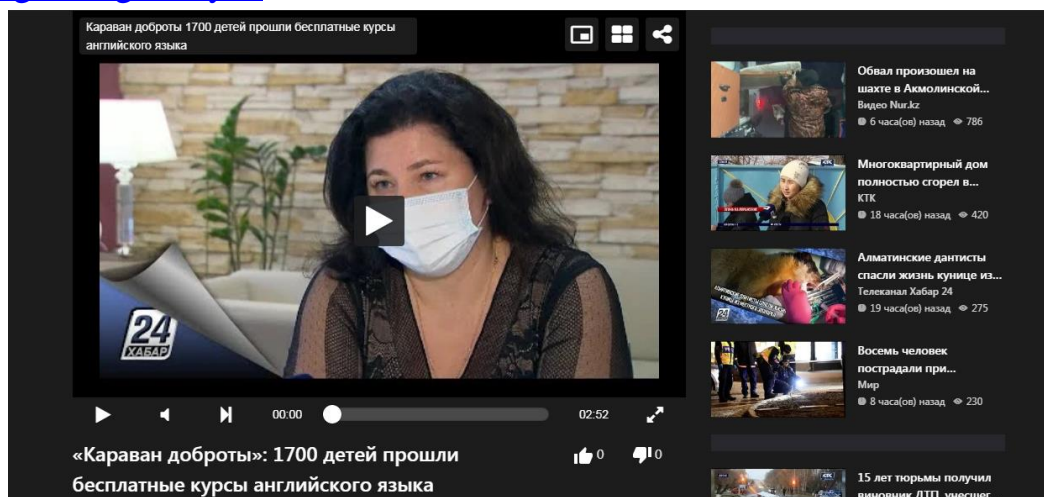 Караван доброты 1700 детей прошли бесплатные курсы
английского языка
24
ХАБАР
00:00
02:52
«Караван доброты»: 1700 детей прошли
бесплатные курсы английского языка
0
0
Обвал произошел на
шахте в Акмолинской...
Видео Nur.kz
6 часа(ов) назад 786
Многоквартирный дом
полностью сгорел в...
КТК
18 часа(ов) назад 420
Алматинские дантисты
спасли жизнь кунице из...
Телеканал Хабар 24
19 часа(ов) назад 275
Восемь человек
пострадали при...
Мир
8 часа(ов) назад 230
15 лет тюрьмы получил
виновник ДТП, унесшег